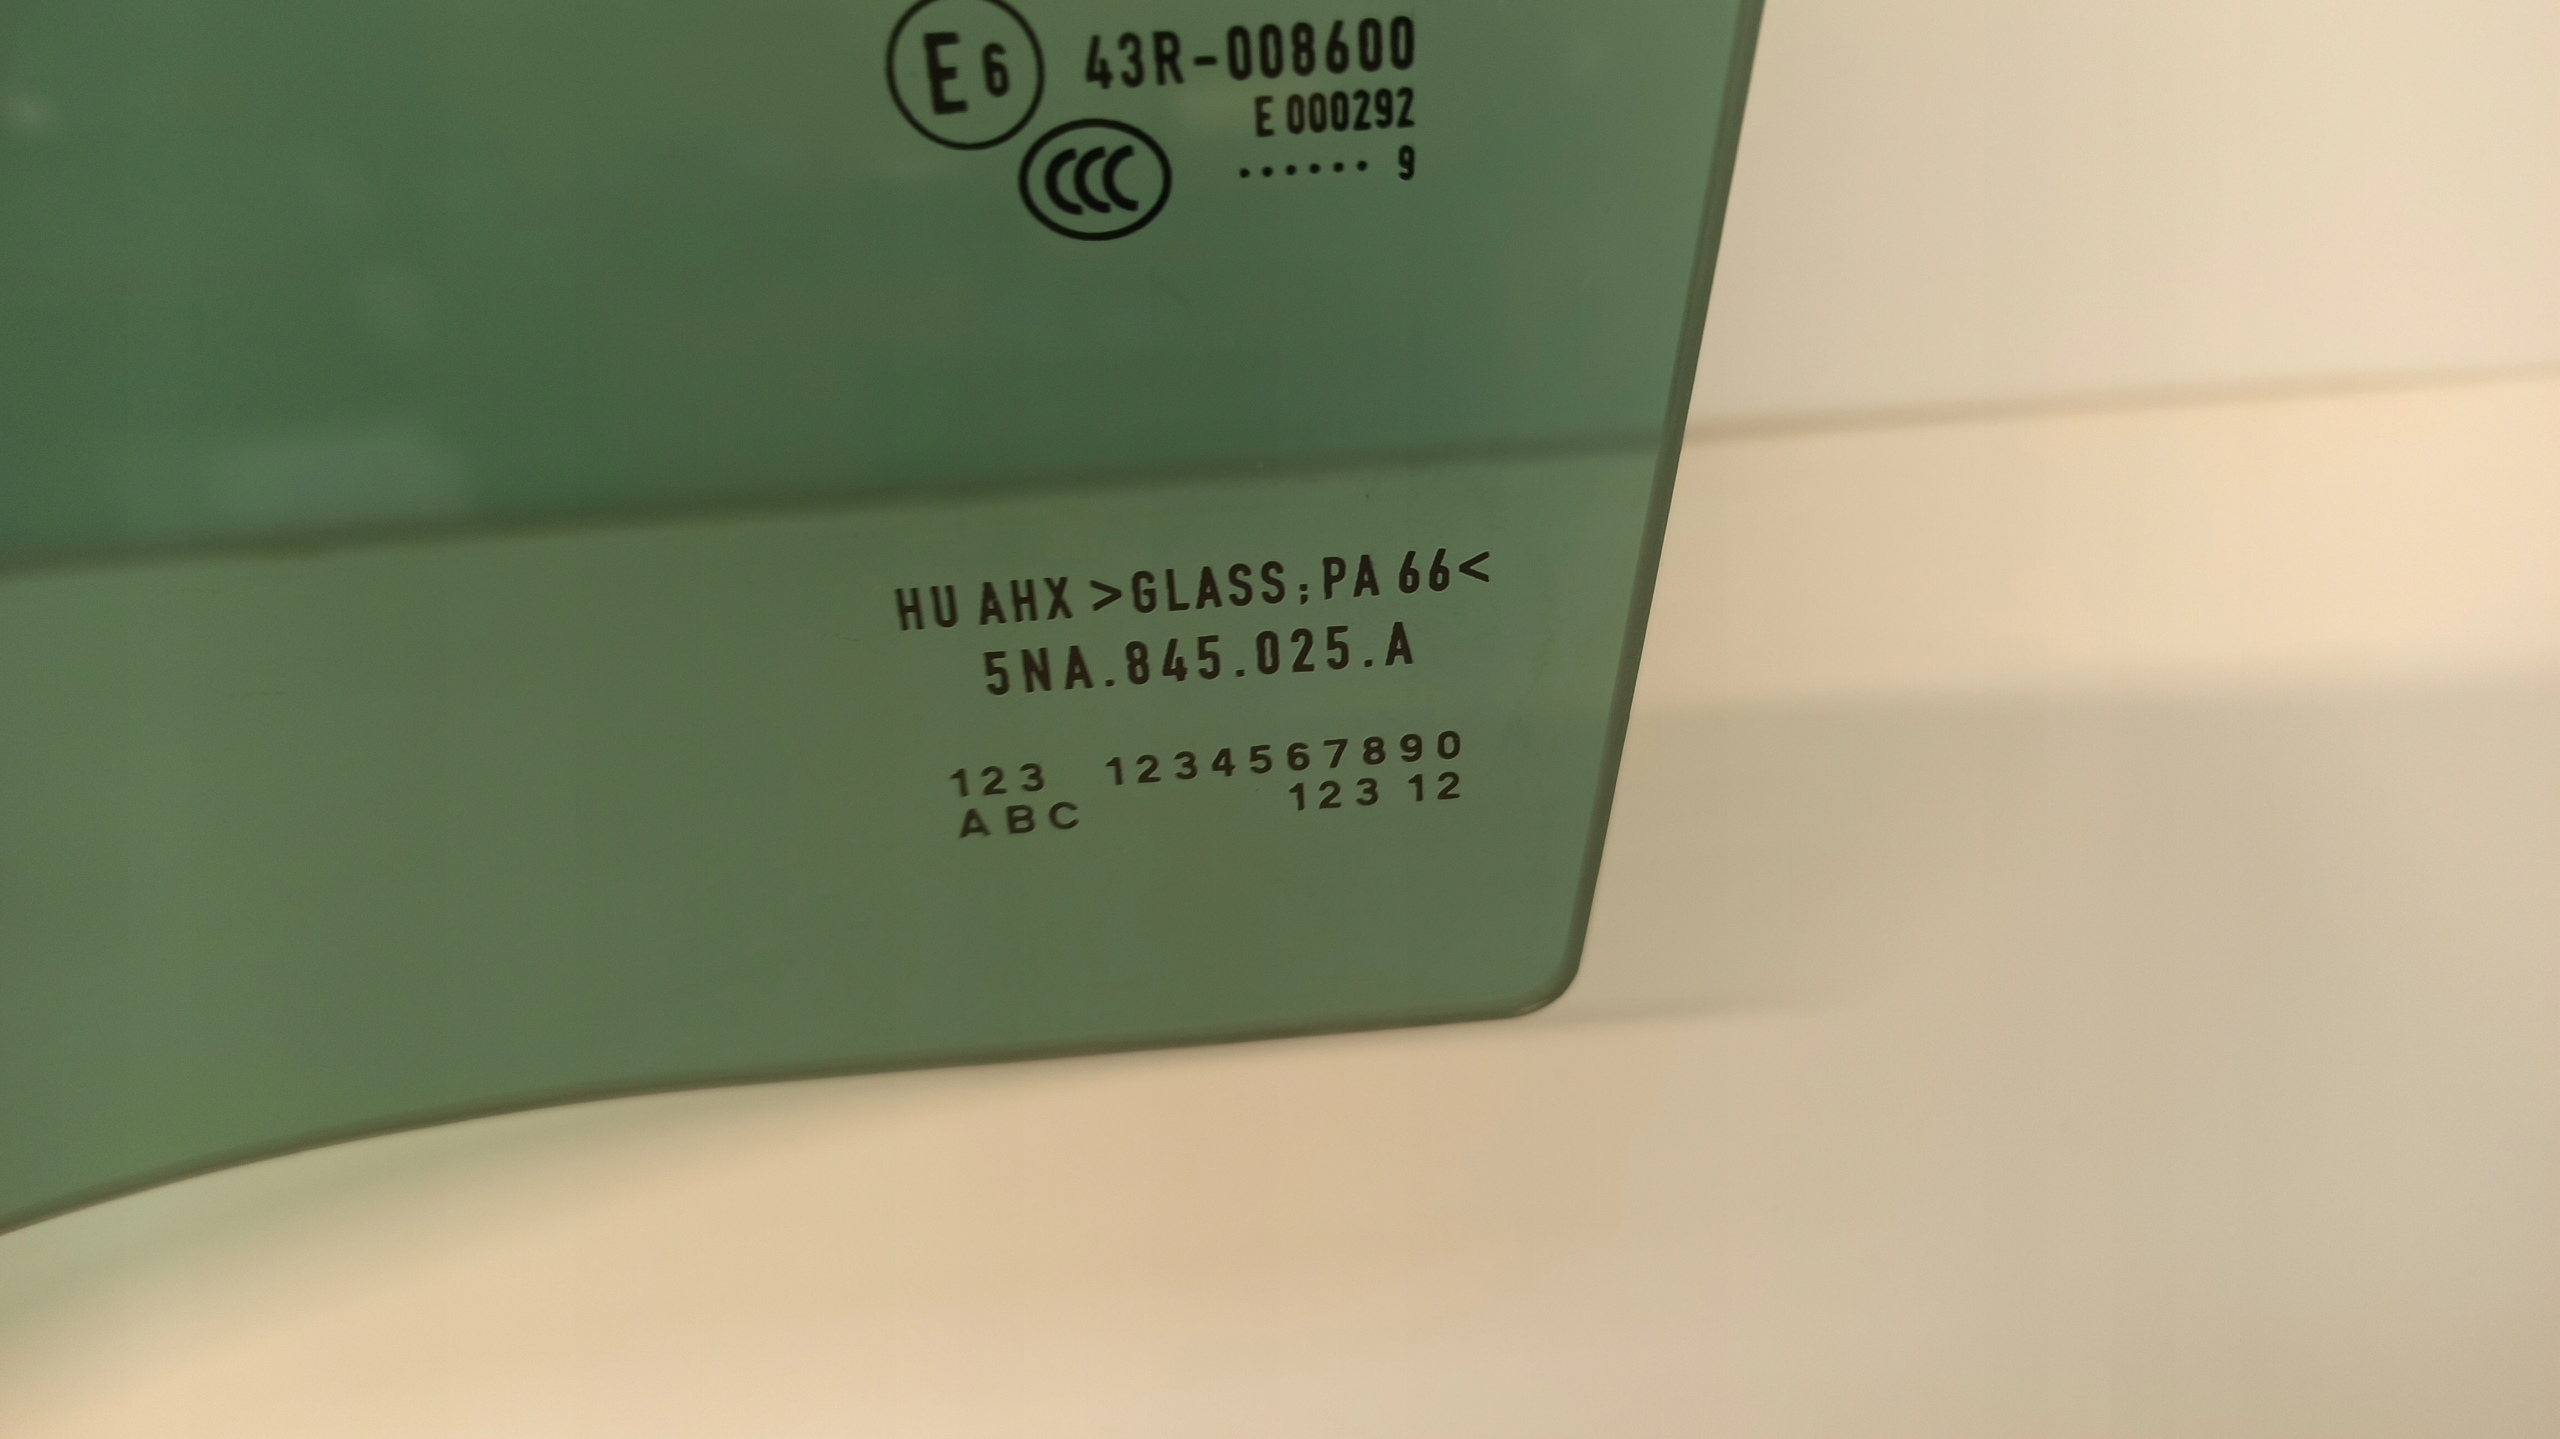 E6 43R-008600
E 000292
CCC ...... 9
HU AHX >GLASS;PA 66<
5NA.845.025.A
123 1234567890
ABC 123 12